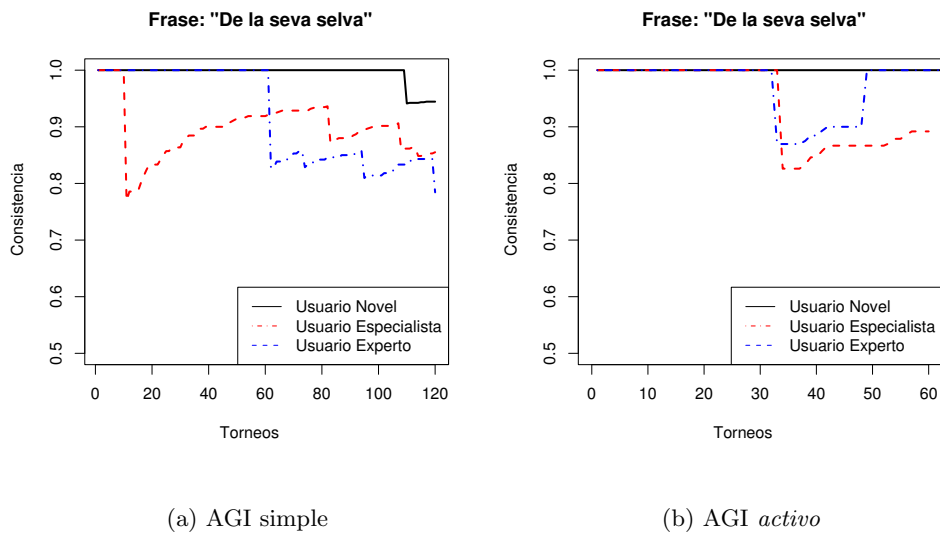 Frase: "De la seva selva"
Consistencia
1.0
0.9
0.8
0.7
0.6
0.5
Usuario Novel
Usuario Especialista
Usuario Experto
0 20 40 60 80 100 120
Torneos
(a) AGI simple
Frase: "De la seva selva"
Consistencia
1.0
0.9
0.8
0.7
0.6
0.5
Usuario Novel
Usuario Especialista
Usuario Experto
0 10 20 30 40 50 60
Torneos
(b) AGI activo